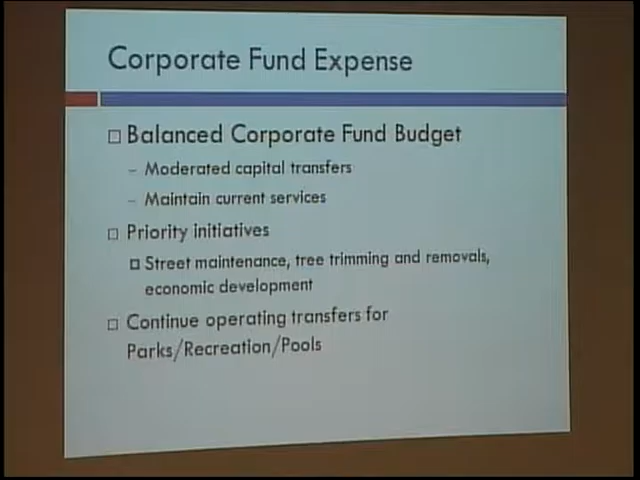 Corporate Fund Expense
Balanced Corporate Fund Budget
– Moderated capital transfers
– Maintain current services
Priority initiatives
Street maintenance, tree trimming and removals,
economic development
Continue operating transfers for
Parks/Recreation/Pools